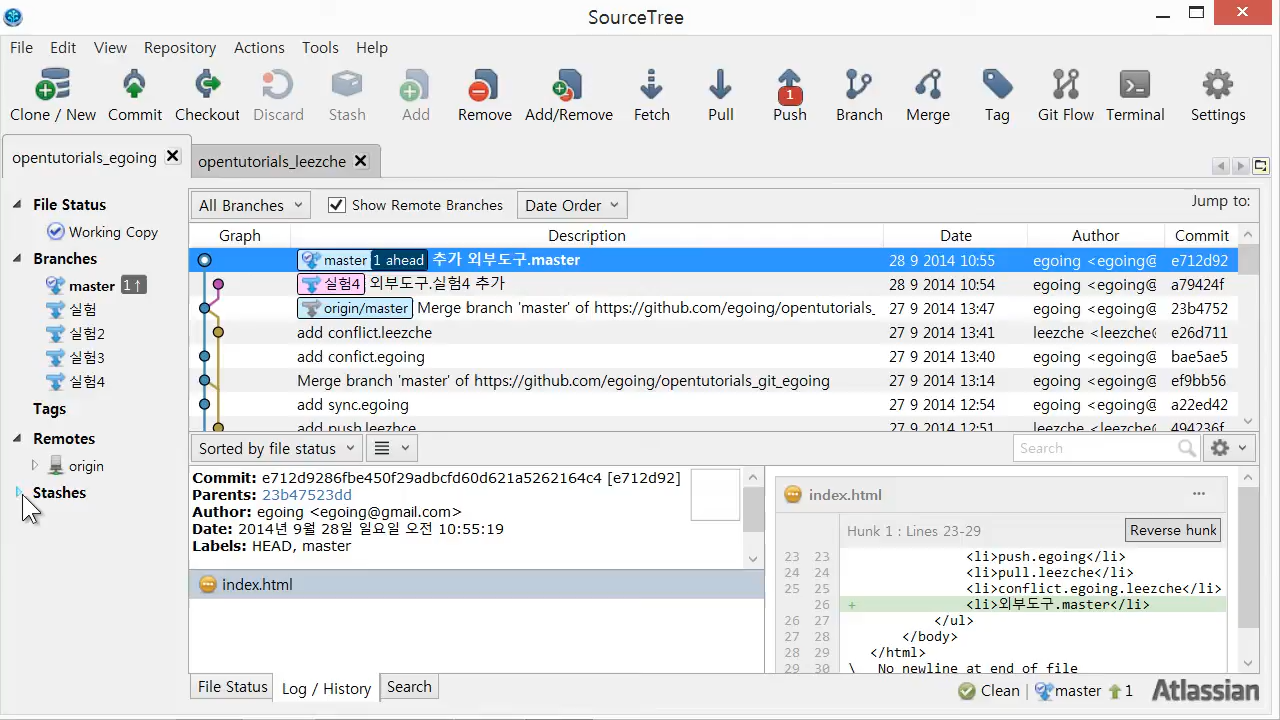 SourceTree
File Edit View Repository Actions Tools Help
1
Clone / New Commit Checkout Discard Stash Add Remove Add/Remove Fetch Pull Push Branch Merge Tag Git Flow Terminal Settings
opentutorials_egoing opentutorials_leezche
File Status
Working Copy
Branches
master 1↑
실험
실험2
실험3
실험4
Tags
Remotes
origin
Stashes
All Branches Show Remote Branches Date Order Jump to:
Graph Description Date Author Commit
master 1 ahead 추가 외부도구.master 28 9 2014 10:55 egoing <egoing@ e712d92
실험4 외부도구.실험4 추가 28 9 2014 10:54 egoing <egoing@ a79424f
origin/master Merge branch 'master' of https://github.com/egoing/opentutorials_ 27 9 2014 13:47 egoing <egoing@ 23b4752
add conflict.leezche 27 9 2014 13:41 leezche <leezche@ e26d711
add confict.egoing 27 9 2014 13:40 egoing <egoing@ bae5ae5
Merge branch 'master' of https://github.com/egoing/opentutorials_git_egoing 27 9 2014 13:14 egoing <egoing@ ef9bb56
add sync.egoing 27 9 2014 12:54 egoing <egoing@ a22ed42
add push.leezhce 27 9 2014 12:51 leezche <leezche@ 494236f
Sorted by file status Search
Commit: e712d9286fbe450f29adbcfd60d621a5262164c4 [e712d92]
Parents: 23b47523dd
Author: egoing <egoing@gmail.com>
Date: 2014년 9월 28일 일요일 오전 10:55:19
Labels: HEAD, master
index.html
index.html ...
Hunk 1 : Lines 23-29 Reverse hunk
23 23 <li>push.egoing</li>
24 24 <li>pull.leezche</li>
25 25 <li>conflict.egoing.leezche</li>
26 + <li>외부도구.master</li>
26 27 </ul>
27 28 </body>
28 29 </html>
29 30 \ No newline at end of file
File Status Log / History Search
Clean master 1 Atlassian